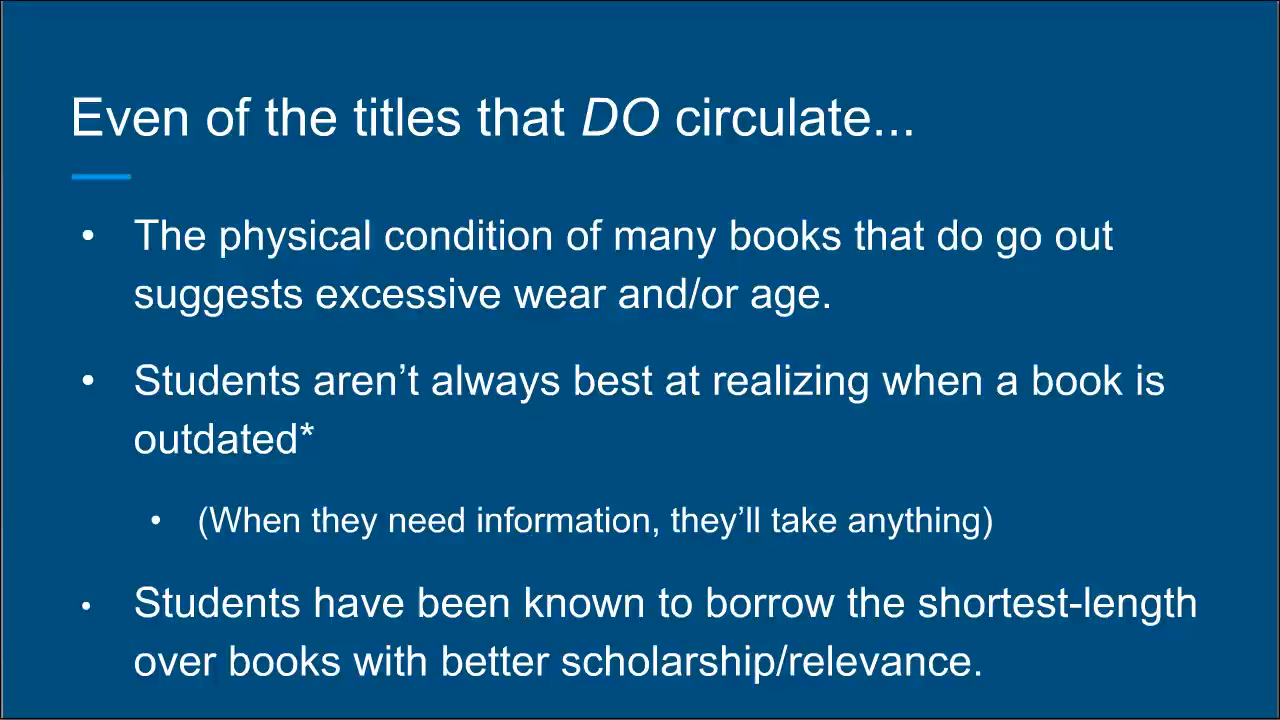 Even of the titles that DO circulate...
• The physical condition of many books that do go out
suggests excessive wear and/or age.
• Students aren’t always best at realizing when a book is
outdated*
• (When they need information, they’ll take anything)
• Students have been known to borrow the shortest-length
over books with better scholarship/relevance.